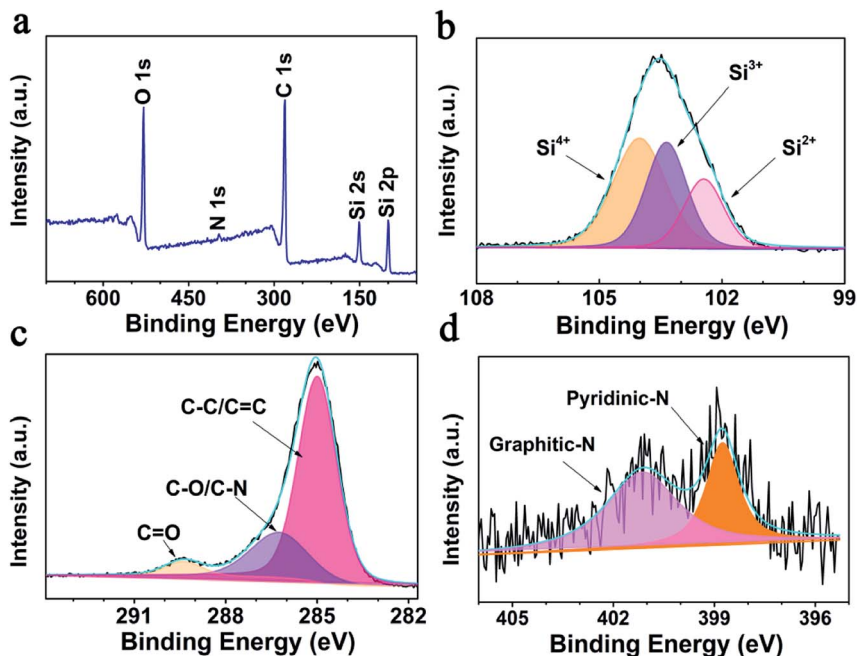 a
Intensity (a.u.)
O 1s
N 1s
C 1s
Si 2s
Si 2p
600 450 300 150
Binding Energy (eV)
b
Intensity (a.u.)
Si4+
Si3+
Si2+
108 104 102 99
Binding Energy (eV)
c
Intensity (a.u.)
C-C/C=C
C-O/C-N
C=O
291 288 285 282
Binding Energy (eV)
d
Intensity (a.u.)
Pyridinic-N
Graphitic-N
405 402 399 396
Binding Energy (eV)